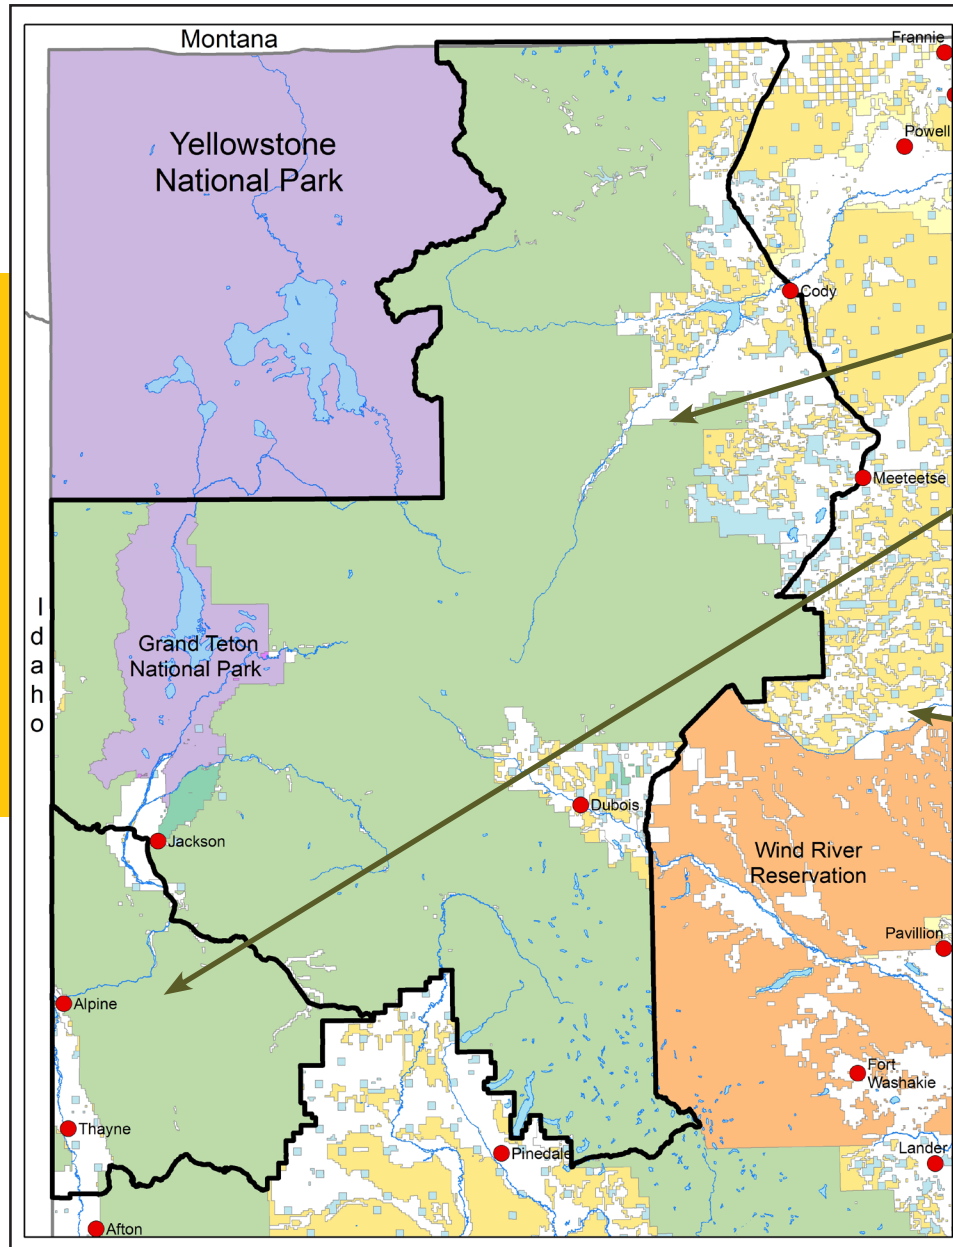 Montana
Frannie
Powell
Yellowstone
National Park
Cody
Meeteetse
Idaho
Grand Teton
National Park
Dubois
Jackson
Wind River
Reservation
Pavillion
Alpine
Fort
Washakie
Thayne
Pinedale
Lander
Afton